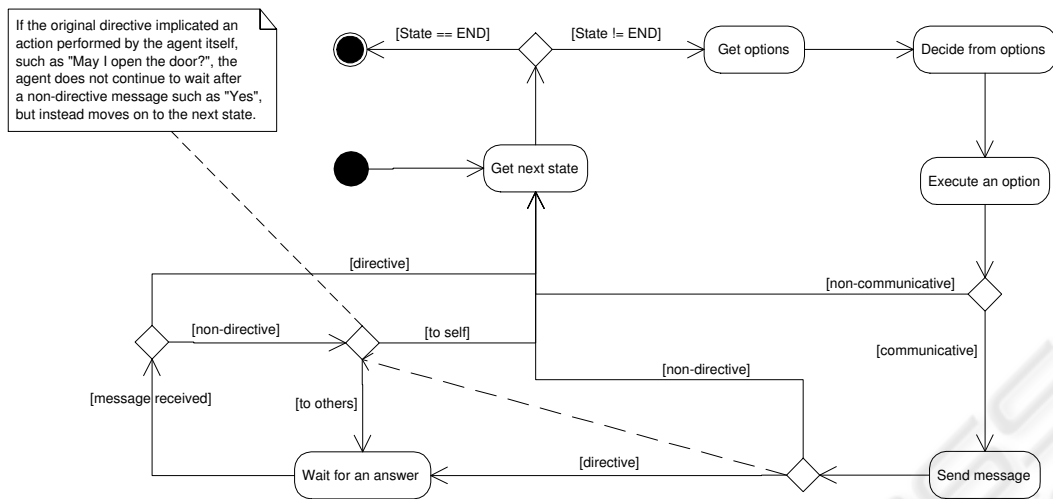 If the original directive implicated an
action performed by the agent itself,
such as "May I open the door?", the
agent does not continue to wait after
a non-directive message such as "Yes",
but instead moves on to the next state.
[State == END]
[State != END]
Get options
Decide from options
Get next state
Execute an option
[directive]
[non-communicative]
[non-directive]
[to self]
[communicative]
[non-directive]
[message received]
[to others]
Wait for an answer
[directive]
Send message